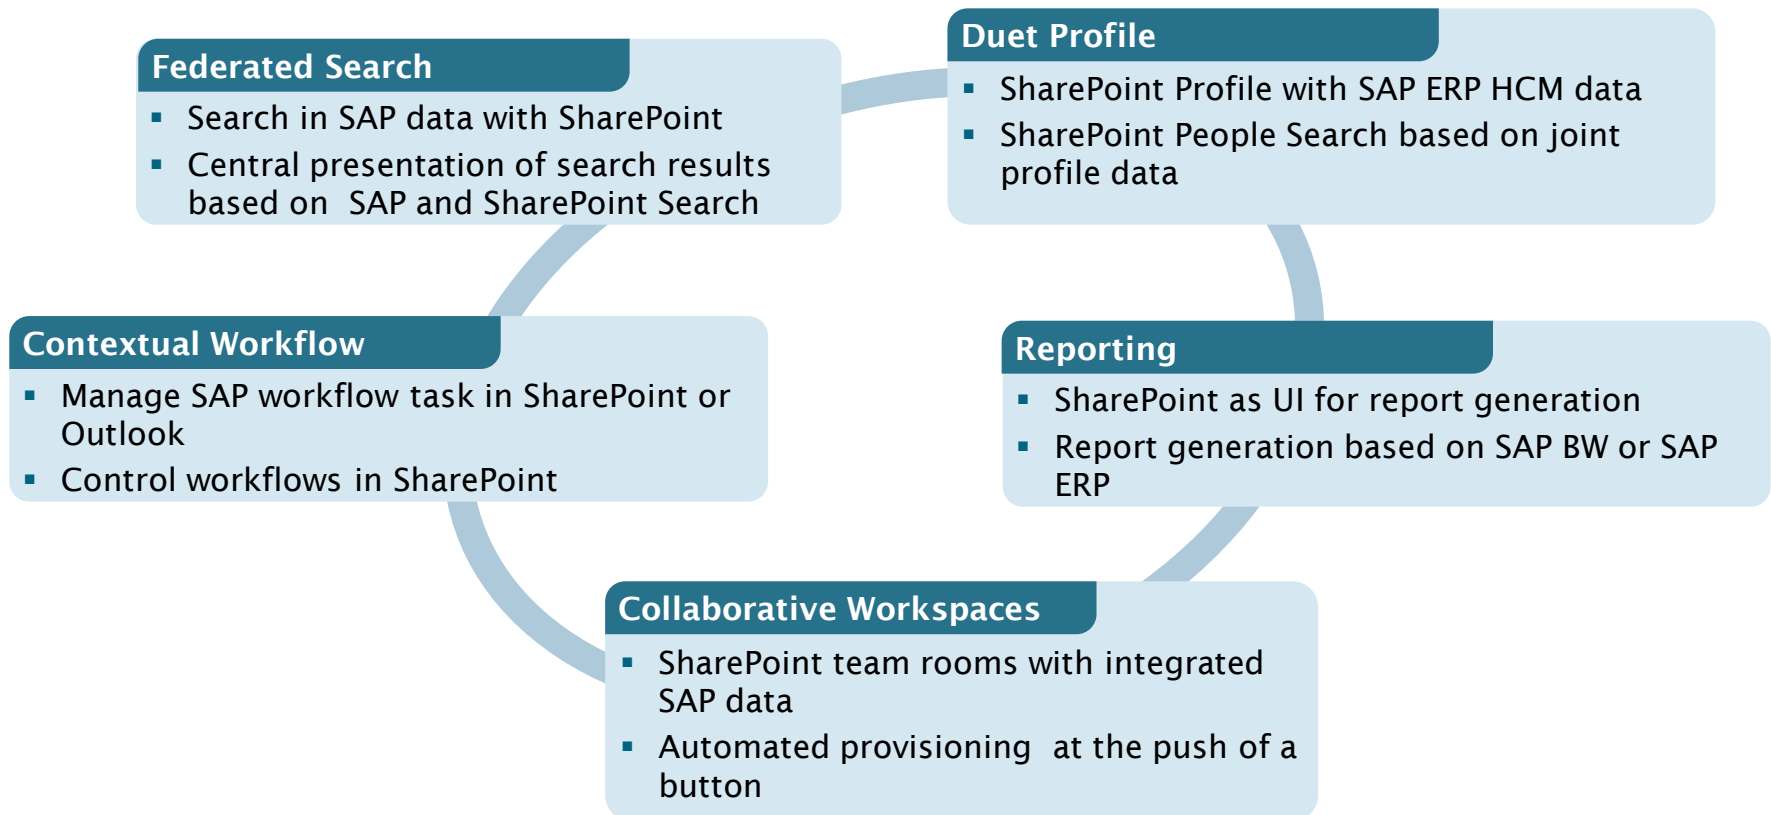 Federated Search
▪ Search in SAP data with SharePoint
▪ Central presentation of search results
based on  SAP and SharePoint Search
Duet Profile
▪ SharePoint Profile with SAP ERP HCM data
▪ SharePoint People Search based on joint
profile data
Contextual Workflow
▪ Manage SAP workflow task in SharePoint or
Outlook
▪ Control workflows in SharePoint
Reporting
▪ SharePoint as UI for report generation
▪ Report generation based on SAP BW or SAP
ERP
Collaborative Workspaces
▪ SharePoint team rooms with integrated
SAP data
▪ Automated provisioning  at the push of a
button